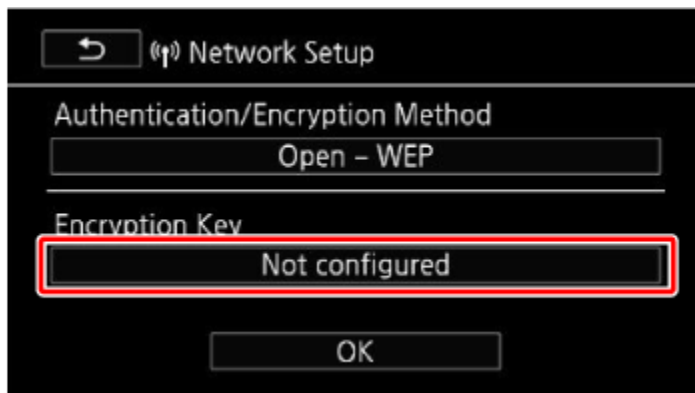 Network Setup
Authentication/Encryption Method
Open – WEP
Encryption Key
Not configured
OK